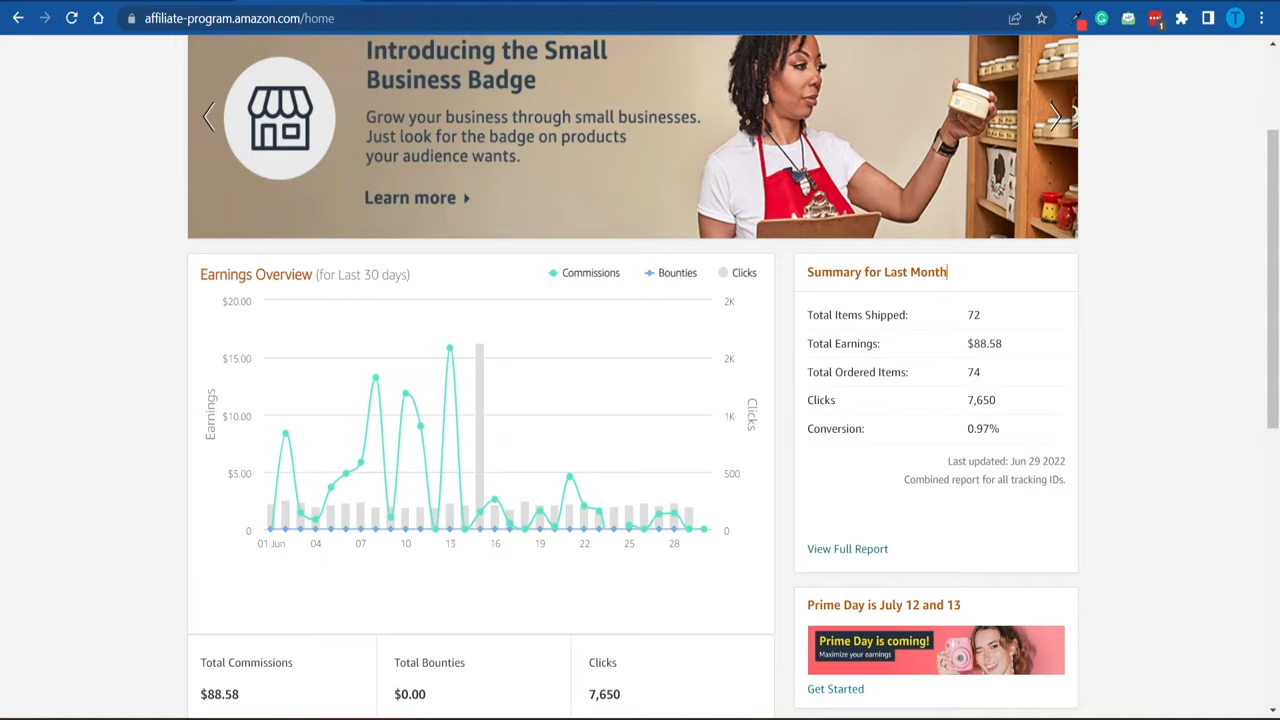 affiliate-program.amazon.com/home
Introducing the Small
Business Badge
Grow your business through small businesses.
Just look for the badge on products
your audience wants.
Learn more
Earnings Overview (for Last 30 days)
Commissions
Bounties
Clicks
$20.00
$15.00
$10.00
$5.00
0
Earnings
2K
2K
1K
500
0
Clicks
01 Jun
04
07
10
13
16
19
22
25
28
Total Commissions
$88.58
Total Bounties
$0.00
Clicks
7,650
Summary for Last Month
Total Items Shipped: 72
Total Earnings: $88.58
Total Ordered Items: 74
Clicks 7,650
Conversion: 0.97%
Last updated: Jun 29 2022
Combined report for all tracking IDs.
View Full Report
Prime Day is July 12 and 13
Prime Day is coming!
Maximize your earnings
Get Started
T
1